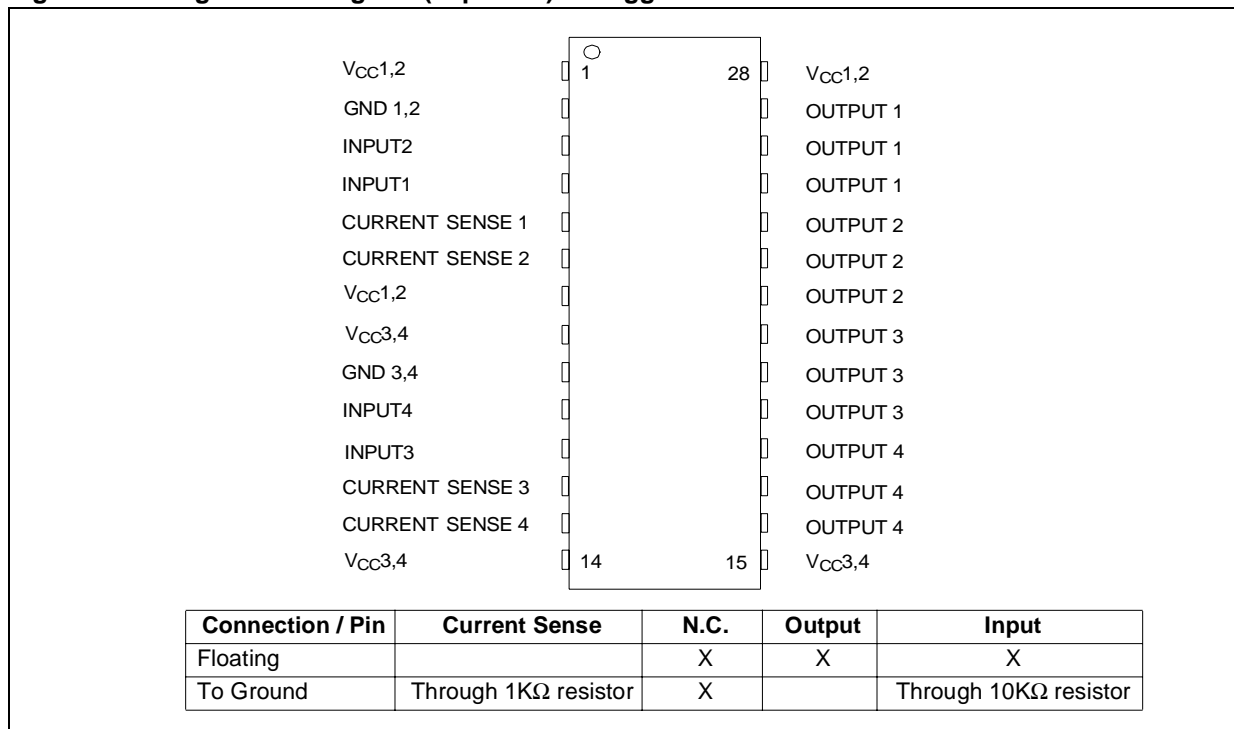 VCC1,2 1 28 VCC1,2
GND 1,2 OUTPUT 1
INPUT2 OUTPUT 1
INPUT1 OUTPUT 1
CURRENT SENSE 1 OUTPUT 2
CURRENT SENSE 2 OUTPUT 2
VCC1,2 OUTPUT 2
VCC3,4 OUTPUT 3
GND 3,4 OUTPUT 3
INPUT4 OUTPUT 3
INPUT3 OUTPUT 4
CURRENT SENSE 3 OUTPUT 4
CURRENT SENSE 4 OUTPUT 4
VCC3,4 14 15 VCC3,4
Connection / Pin Current Sense N.C. Output Input
Floating X X X
To Ground Through 1KΩ resistor X Through 10KΩ resistor